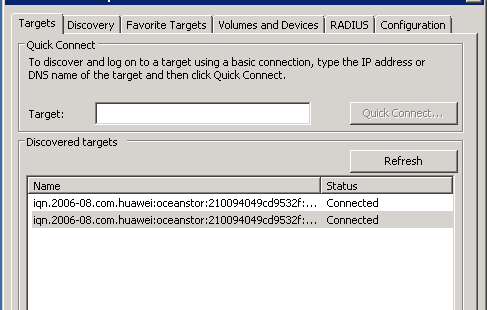 Targets Discovery Favorite Targets Volumes and Devices RADIUS Configuration
Quick Connect
To discover and log on to a target using a basic connection, type the IP address or
DNS name of the target and then click Quick Connect.
Target: Quick Connect...
Discovered targets
Refresh
Name Status
iqn.2006-08.com.huawei:oceanstor:210094049cd9532f:... Connected
iqn.2006-08.com.huawei:oceanstor:210094049cd9532f:... Connected